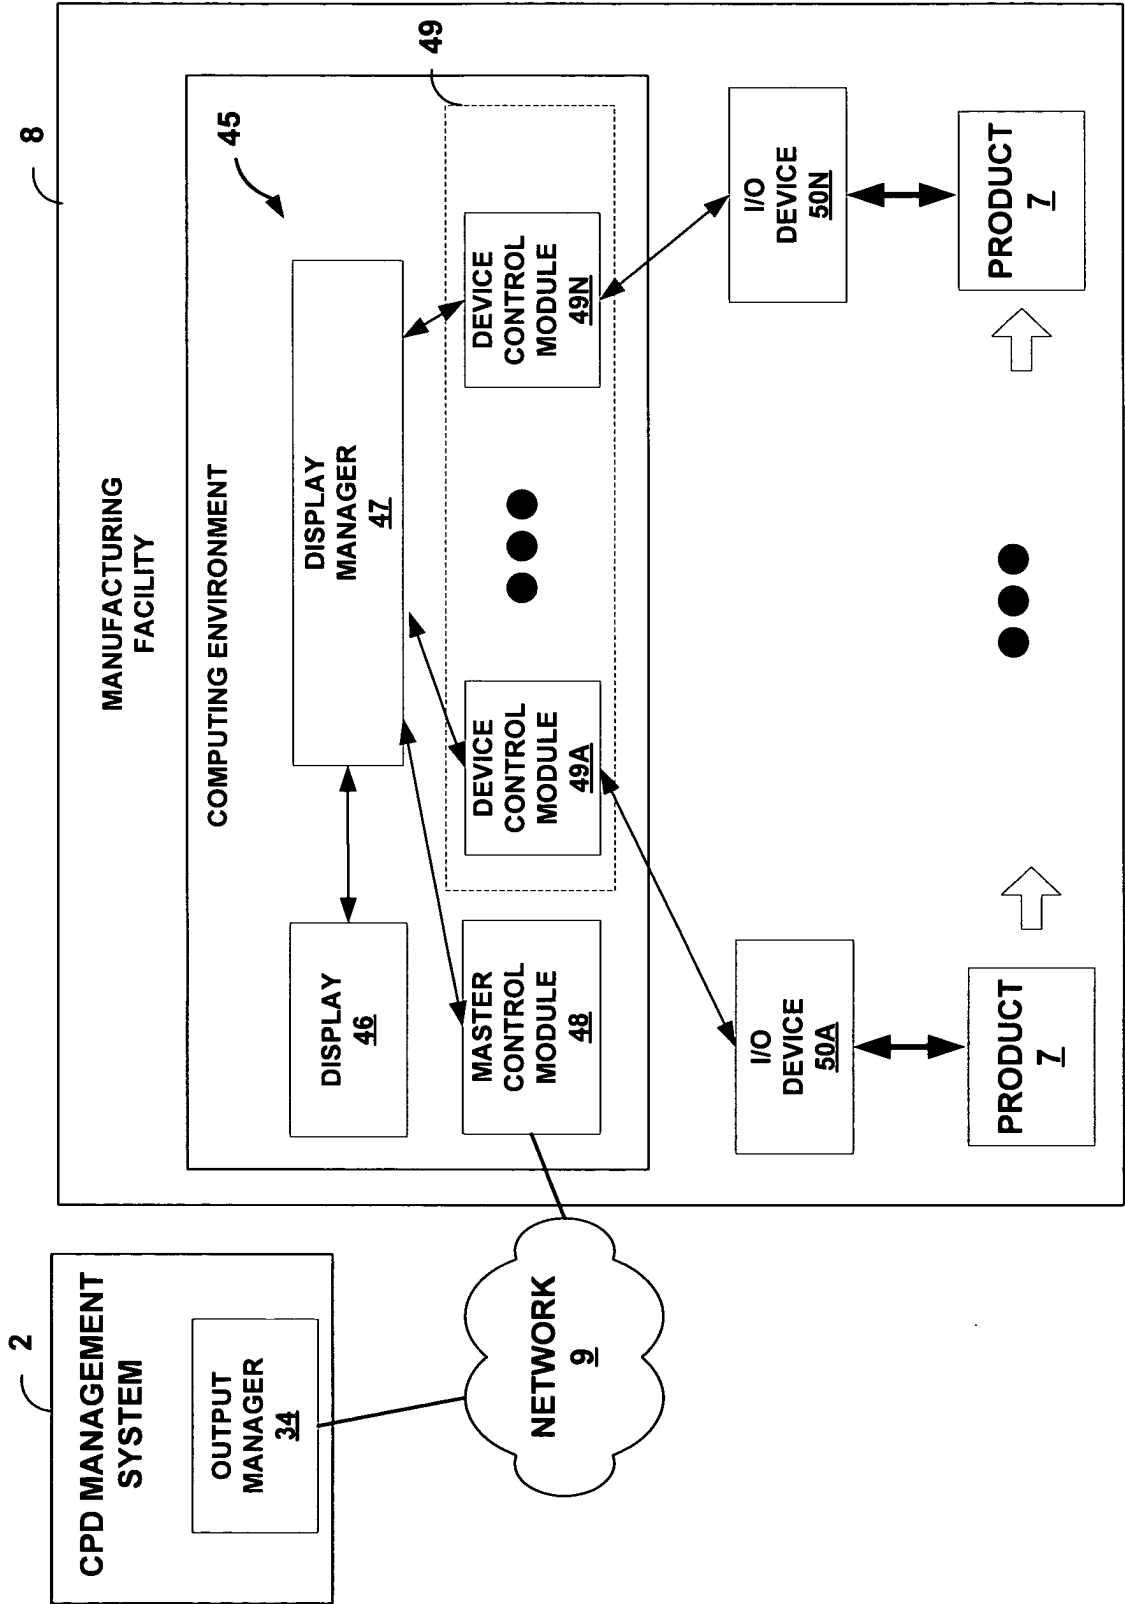 2
CPD MANAGEMENT
SYSTEM
OUTPUT
MANAGER
34
NETWORK
9
8
MANUFACTURING
FACILITY
COMPUTING ENVIRONMENT
45
DISPLAY
46
DISPLAY
MANAGER
47
MASTER
CONTROL
MODULE
48
49
DEVICE
CONTROL
MODULE
49A
DEVICE
CONTROL
MODULE
49N
I/O
DEVICE
50A
I/O
DEVICE
50N
PRODUCT
7
PRODUCT
7